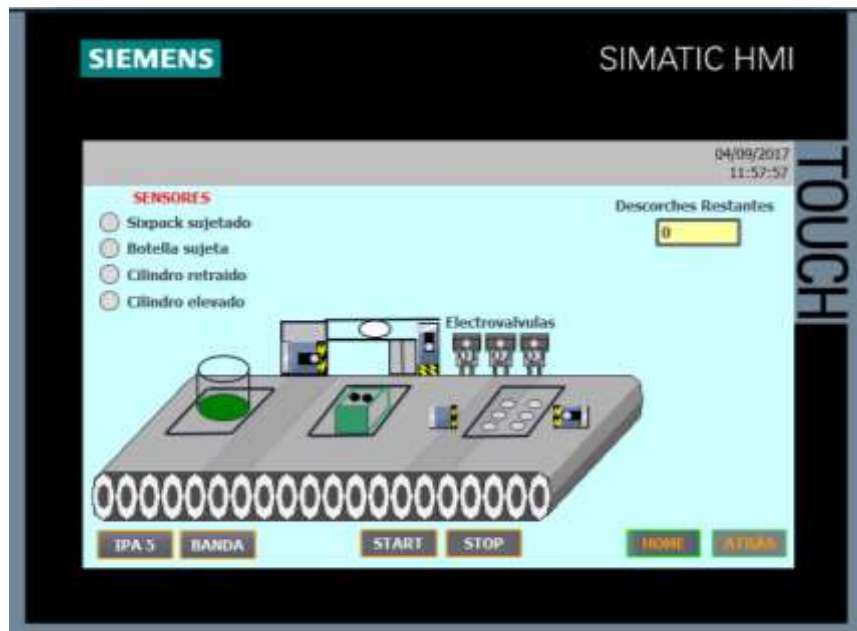 SIEMENS
SIMATIC HMI
TOUCH
04/09/2017
11:57:57
SENSORES
Sixpack sujetado
Botella sujeta
Cilindro retraido
Cilindro elevado
Descorches Restantes
0
Electrovalvulas
IPA 5
BANDA
START
STOP
HOME
ATRAS